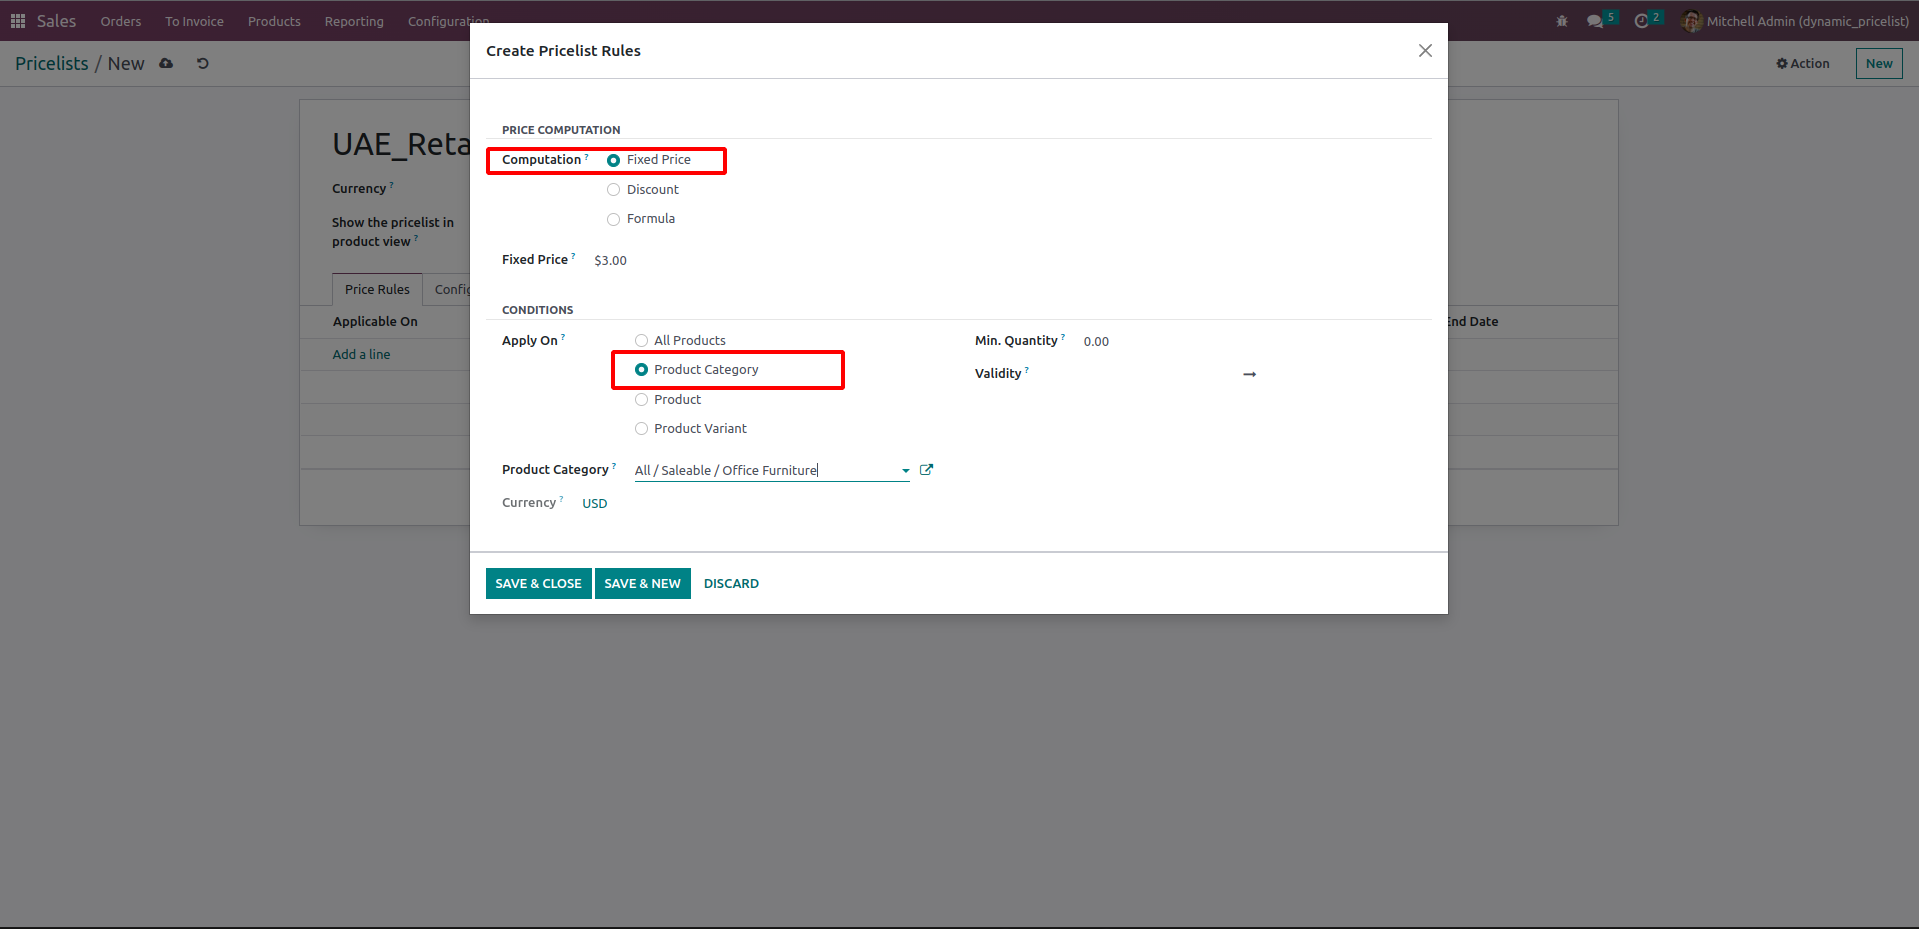 Sales Orders To Invoice Products Reporting Configuration 5 2 Mitchell Admin (dynamic_pricelist)
Pricelists / New Action New
Create Pricelist Rules
UAE_Reta
Currency ?
Show the pricelist in
product view ?
Price Rules Config
Applicable On End Date
Add a line
PRICE COMPUTATION
Computation ? Fixed Price
Discount
Formula
Fixed Price ? $3.00
CONDITIONS
Apply On ? All Products Min. Quantity ? 0.00
Product Category Validity ?
Product
Product Variant
Product Category ? All / Saleable / Office Furniture
Currency ? USD
SAVE & CLOSE SAVE & NEW DISCARD